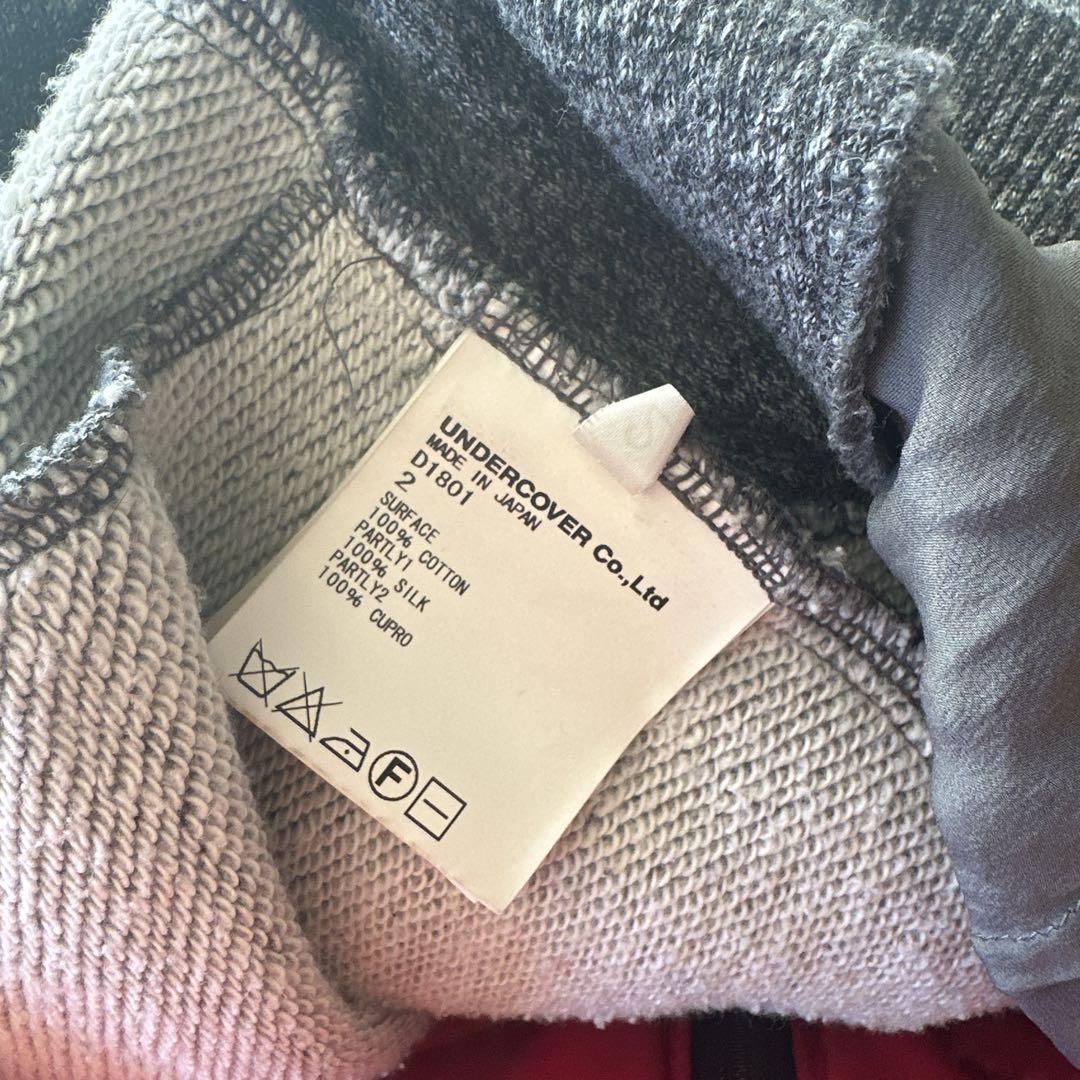 UNDERCOVER Co.,Ltd
MADE IN JAPAN
D1801
2
SURFACE
100% COTTON
PARTLY1
100% SILK
PARTLY2
100% CUPRO
F